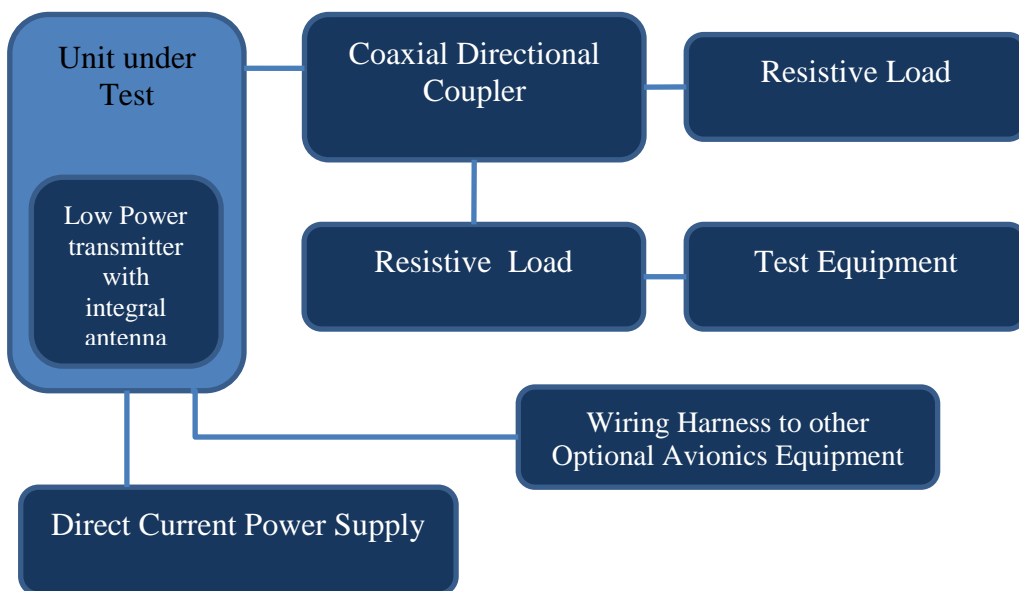 Unit under
Test
Coaxial Directional
Coupler
Resistive Load
Low Power
transmitter
with
integral
antenna
Resistive Load
Test Equipment
Wiring Harness to other
Optional Avionics Equipment
Direct Current Power Supply